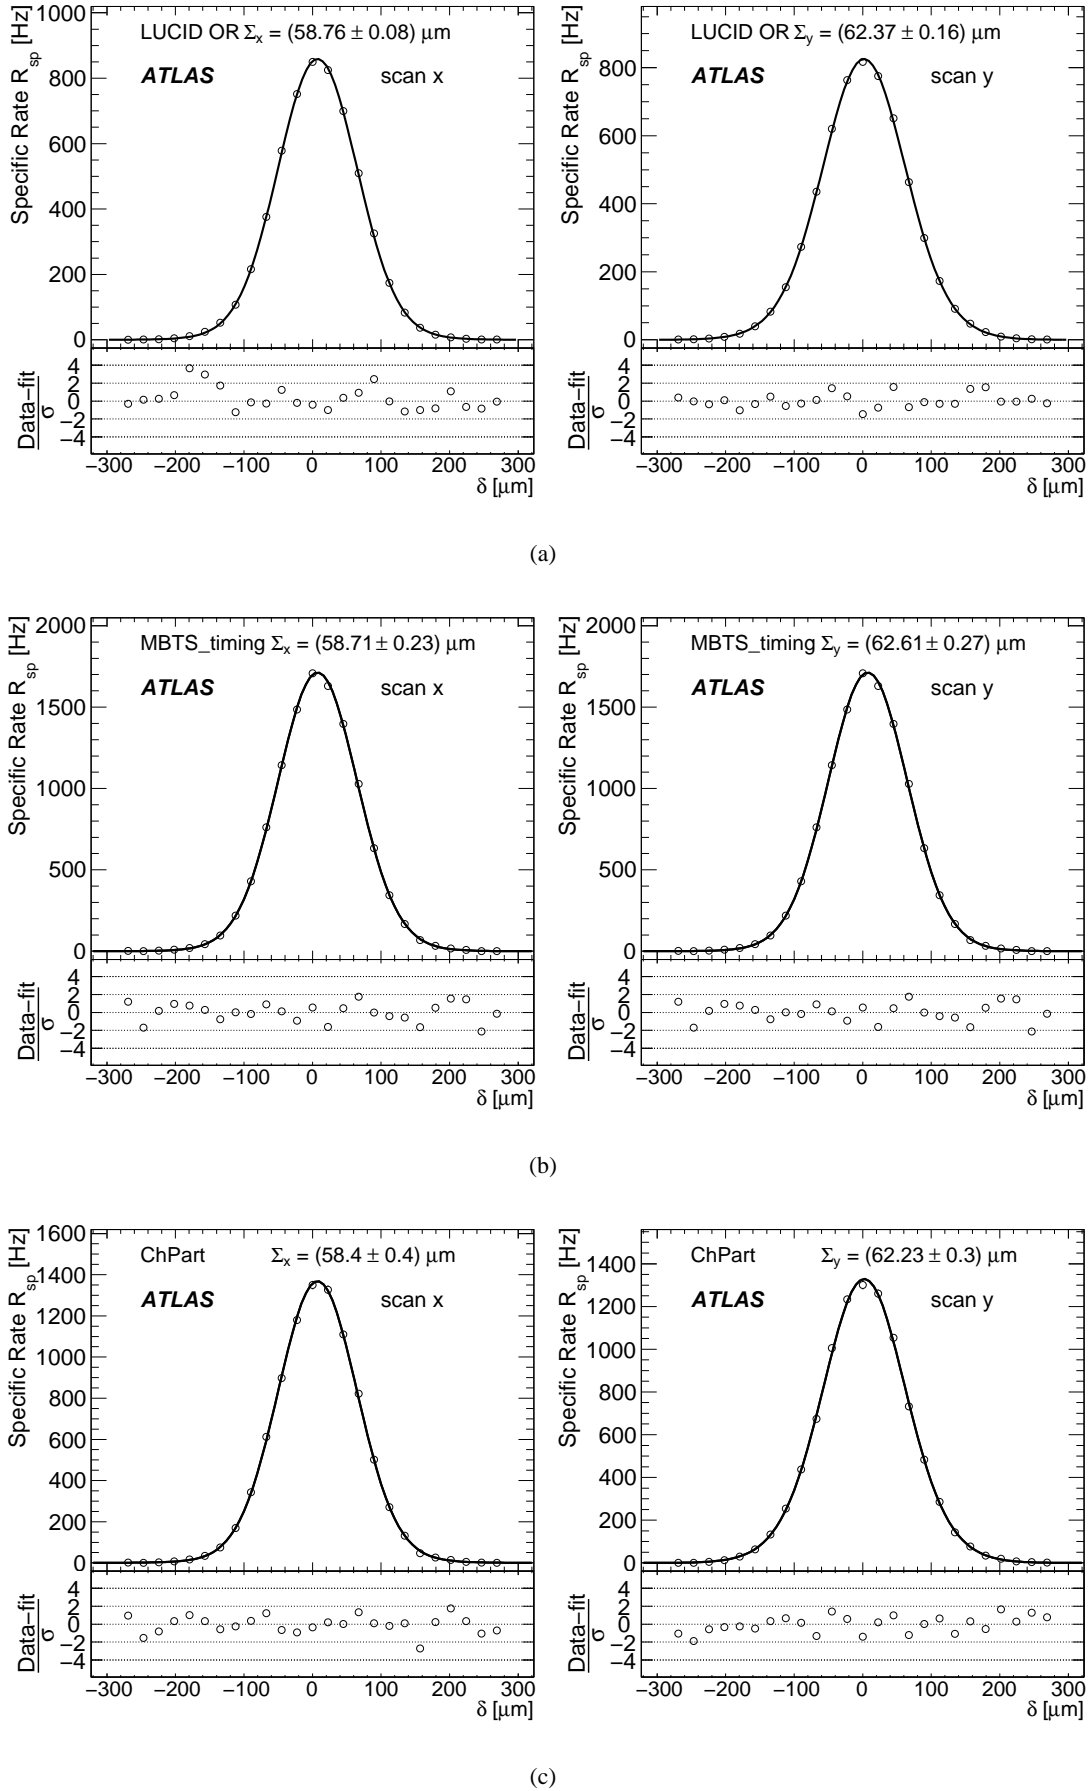 LUCID OR Σx = (58.76 ± 0.08) μm
ATLAS scan x
Specific Rate Rsp [Hz]
1000
800
600
400
200
0
Data−fit
σ
4
2
0
−2
−4
−300 −200 −100 0 100 200 300
δ [μm]
LUCID OR Σy = (62.37 ± 0.16) μm
ATLAS scan y
Specific Rate Rsp [Hz]
800
600
400
200
0
Data−fit
σ
4
2
0
−2
−4
−300 −200 −100 0 100 200 300
δ [μm]
(a)
MBTS_timing Σx = (58.71 ± 0.23) μm
ATLAS scan x
Specific Rate Rsp [Hz]
2000
1500
1000
500
0
Data−fit
σ
4
2
0
−2
−4
−300 −200 −100 0 100 200 300
δ [μm]
MBTS_timing Σy = (62.61 ± 0.27) μm
ATLAS scan y
Specific Rate Rsp [Hz]
2000
1500
1000
500
0
Data−fit
σ
4
2
0
−2
−4
−300 −200 −100 0 100 200 300
δ [μm]
(b)
ChPart Σx = (58.4 ± 0.4) μm
ATLAS scan x
Specific Rate Rsp [Hz]
1600
1400
1200
1000
800
600
400
200
0
Data−fit
σ
4
2
0
−2
−4
−300 −200 −100 0 100 200 300
δ [μm]
ChPart Σy = (62.23 ± 0.3) μm
ATLAS scan y
Specific Rate Rsp [Hz]
1400
1200
1000
800
600
400
200
0
Data−fit
σ
4
2
0
−2
−4
−300 −200 −100 0 100 200 300
δ [μm]
(c)